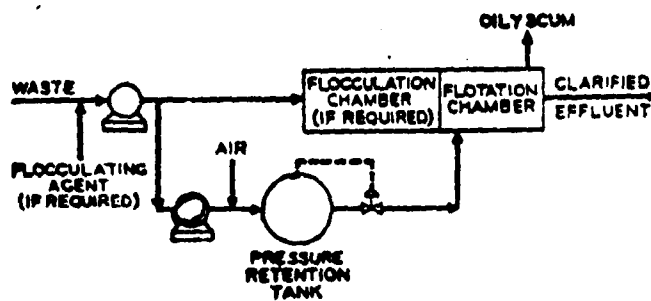 OILY SCUM
WASTE
FLOCCULATION
CHAMBER
(IF REQUIRED)
FLOTATION
CHAMBER
CLARIFIED
EFFLUENT
FLOCCULATING
AGENT
(IF REQUIRED)
AIR
PRESSURE
RETENTION
TANK